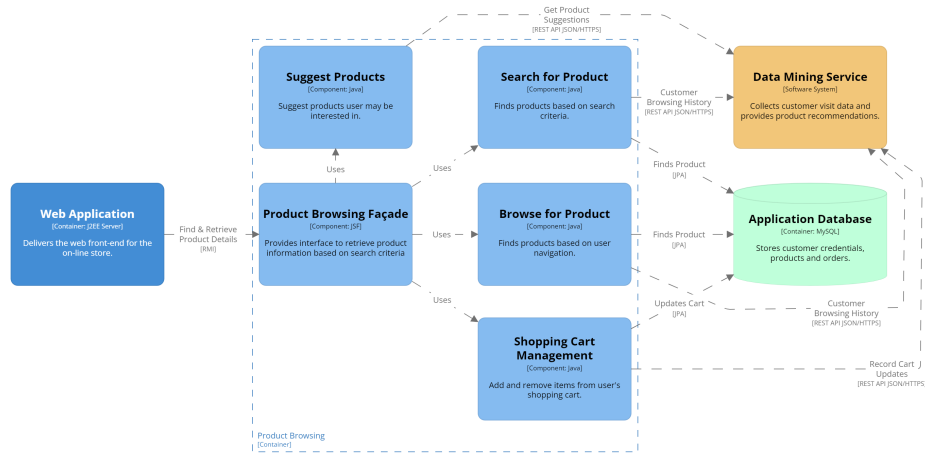 Get Product
Suggestions
[REST API JSON/HTTPS]
Suggest Products
[Component: Java]
Suggest products user may be
interested in.
Search for Product
[Component: Java]
Finds products based on search
criteria.
Data Mining Service
[Software System]
Collects customer visit data and
provides product recommendations.
Customer
Browsing History
[REST API JSON/HTTPS]
Uses
Uses
Finds Product
[JPA]
Web Application
[Container: J2EE Server]
Delivers the web front-end for the
on-line store.
Find & Retrieve
Product Details
[RMI]
Product Browsing Façade
[Component: JSF]
Provides interface to retrieve product
information based on search criteria
Uses
Browse for Product
[Component: Java]
Finds products based on user
navigation.
Finds Product
[JPA]
Application Database
[Container: MySQL]
Stores customer credentials,
products and orders.
Uses
Updates Cart
[JPA]
Customer
Browsing History
[REST API JSON/HTTPS]
Shopping Cart
Management
[Component: Java]
Add and remove items from user's
shopping cart.
Record Cart
Updates
[REST API JSON/HTTPS
Product Browsing
[Container]